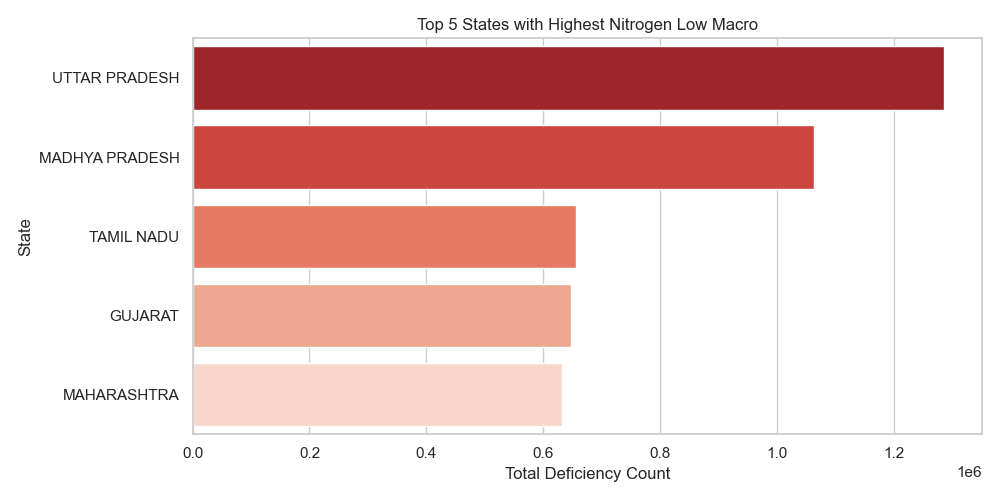 Top 5 States with Highest Nitrogen Low Macro
UTTAR PRADESH
MADHYA PRADESH
TAMIL NADU
GUJARAT
MAHARASHTRA
State
0.0 0.2 0.4 0.6 0.8 1.0 1.2
1e6
Total Deficiency Count